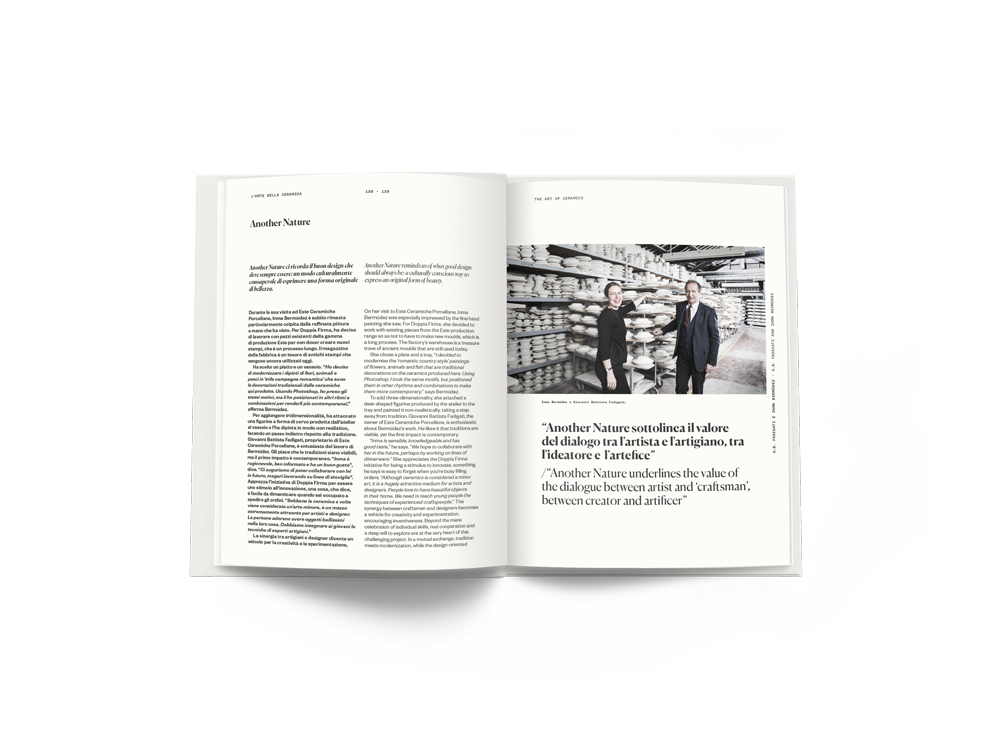 L'ARTE DELLA CERAMICA
138 - 139
Another Nature
Another Nature ci ricorda il buon design che
deve sempre essere: un modo culturalmente
consapevole di esprimere una forma originale
di bellezza.
Durante la sua visita ad Este Ceramiche
Porcellane, Inma Bermúdez è subito rimasta
particolarmente colpita dalla raffinata pittura
a mano che ha visto. Per Doppia Firma, ha deciso
di lavorare con pezzi esistenti della gamma
di produzione Este per non dover creare nuovi
stampi, che è un processo lungo. Il magazzino
della fabbrica è un tesoro di antichi stampi che
vengono ancora utilizzati oggi.
Ha scelto un piatto e un vassoio. "Ho deciso
di modernizzare i dipinti di fiori, animali e
pesci in 'stile campagna romantica' che sono
le decorazioni tradizionali delle ceramiche
qui prodotte. Usando Photoshop, ho preso gli
stessi motivi, ma li ho posizionati in altri ritmi e
combinazioni per renderli più contemporanei,"
afferma Bermúdez.
Per aggiungere tridimensionalità, ha attaccato
una figurina a forma di cervo prodotta dall'atelier
al vassoio e l'ha dipinta in modo non realistico,
facendo un passo indietro rispetto alla tradizione.
Giovanni Battista Fadigati, proprietario di Este
Ceramiche Porcellane, è entusiasta del lavoro di
Bermúdez. Gli piace che le tradizioni siano visibili,
ma il primo impatto è contemporaneo. "Inma è
ragionevole, ben informata e ha un buon gusto",
dice. "Ci auguriamo di poter collaborare con lei
in futuro, magari lavorando su linee di stoviglie".
Apprezza l'iniziativa di Doppia Firma per essere
uno stimolo all'innovazione, una cosa, che dice,
è facile da dimenticare quando sei occupato a
spedire gli ordini. "Sebbene la ceramica a volte
viene considerata un'arte minore, è un mezzo
estremamente attraente per artisti e designer.
Le persone adorano avere oggetti bellissimi
nella loro casa. Dobbiamo insegnare ai giovani le
tecniche di esperti artigiani."
La sinergia tra artigiani e designer diventa un
veicolo per la creatività e la sperimentazione,
Another Nature reminds us of what good design
should always be: a culturally conscious way to
express an original form of beauty.
On her visit to Este Ceramiche Porcellane, Inma
Bermúdez was especially impressed by the fine hand
painting she saw. For Doppia Firma, she decided to
work with existing pieces from the Este production
range so as not to have to make new moulds, which is
a long process. The factory's warehouse is a treasure
trove of ancient moulds that are still used today.
She chose a plate and a tray. "I decided to
modernise the 'romantic country style' paintings
of flowers, animals and fish that are traditional
decorations on the ceramics produced here. Using
Photoshop, I took the same motifs, but positioned
them in other rhythms and combinations to make
them more contemporary," says Bermúdez.
To add three-dimensionality, she attached a
deer-shaped figurine produced by the atelier to the
tray and painted it non-realistically, taking a step
away from tradition. Giovanni Battista Fadigati, the
owner of Este Ceramiche Porcellane, is enthusiastic
about Bermúdez's work. He likes it that traditions are
visible, yet the first impact is contemporary.
"Inma is sensible, knowledgeable and has
good taste," he says. "We hope to collaborate with
her in the future, perhaps by working on lines of
dinnerware." She appreciates the Doppia Firma
initiative for being a stimulus to innovate, something
he says is easy to forget when you're busy filling
orders. "Although ceramics is considered a minor
art, it is a hugely attractive medium for artists and
designers. People love to have beautiful objects
in their home. We need to teach young people the
techniques of experienced craftspeople." The
synergy between craftsmen and designers becomes
a vehicle for creativity and experimentation,
encouraging inventiveness. Beyond the mere
celebration of individual skills, real cooperation and
a deep will to explore are at the very heart of this
challenging project. In a mutual exchange, tradition
meets modernization, while the design-oriented
THE ART OF CERAMICS
Inma Bermúdez e Giovanni Battista Fadigati.
G.B. FADIGATI E INMA BERMÚDEZ - G.B. FADIGATI AND INMA BERMÚDEZ
“Another Nature sottolinea il valore
del dialogo tra l'artista e l'artigiano, tra
l'ideatore e l'artefice”
/“Another Nature underlines the value of
the dialogue between artist and ‘craftsman’,
between creator and artificer”